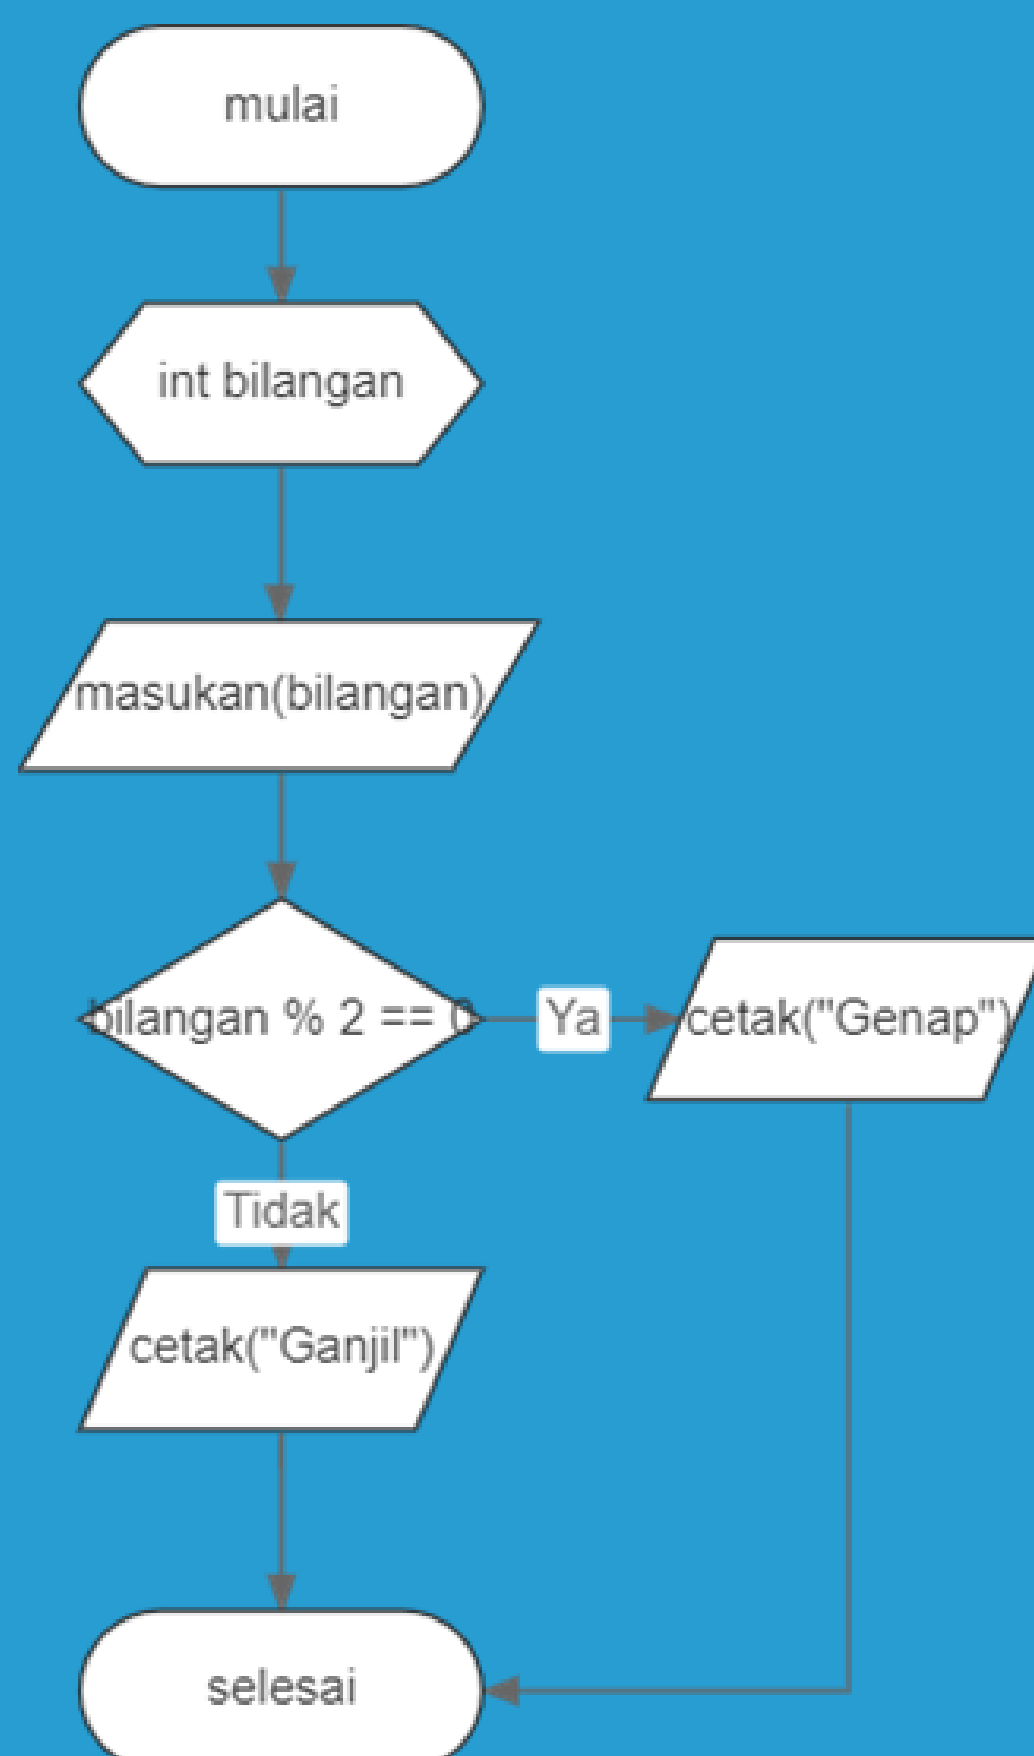 mulai
int bilangan
masukan(bilangan)
bilangan % 2 == 0
Ya
cetak("Genap")
Tidak
cetak("Ganjil")
selesai